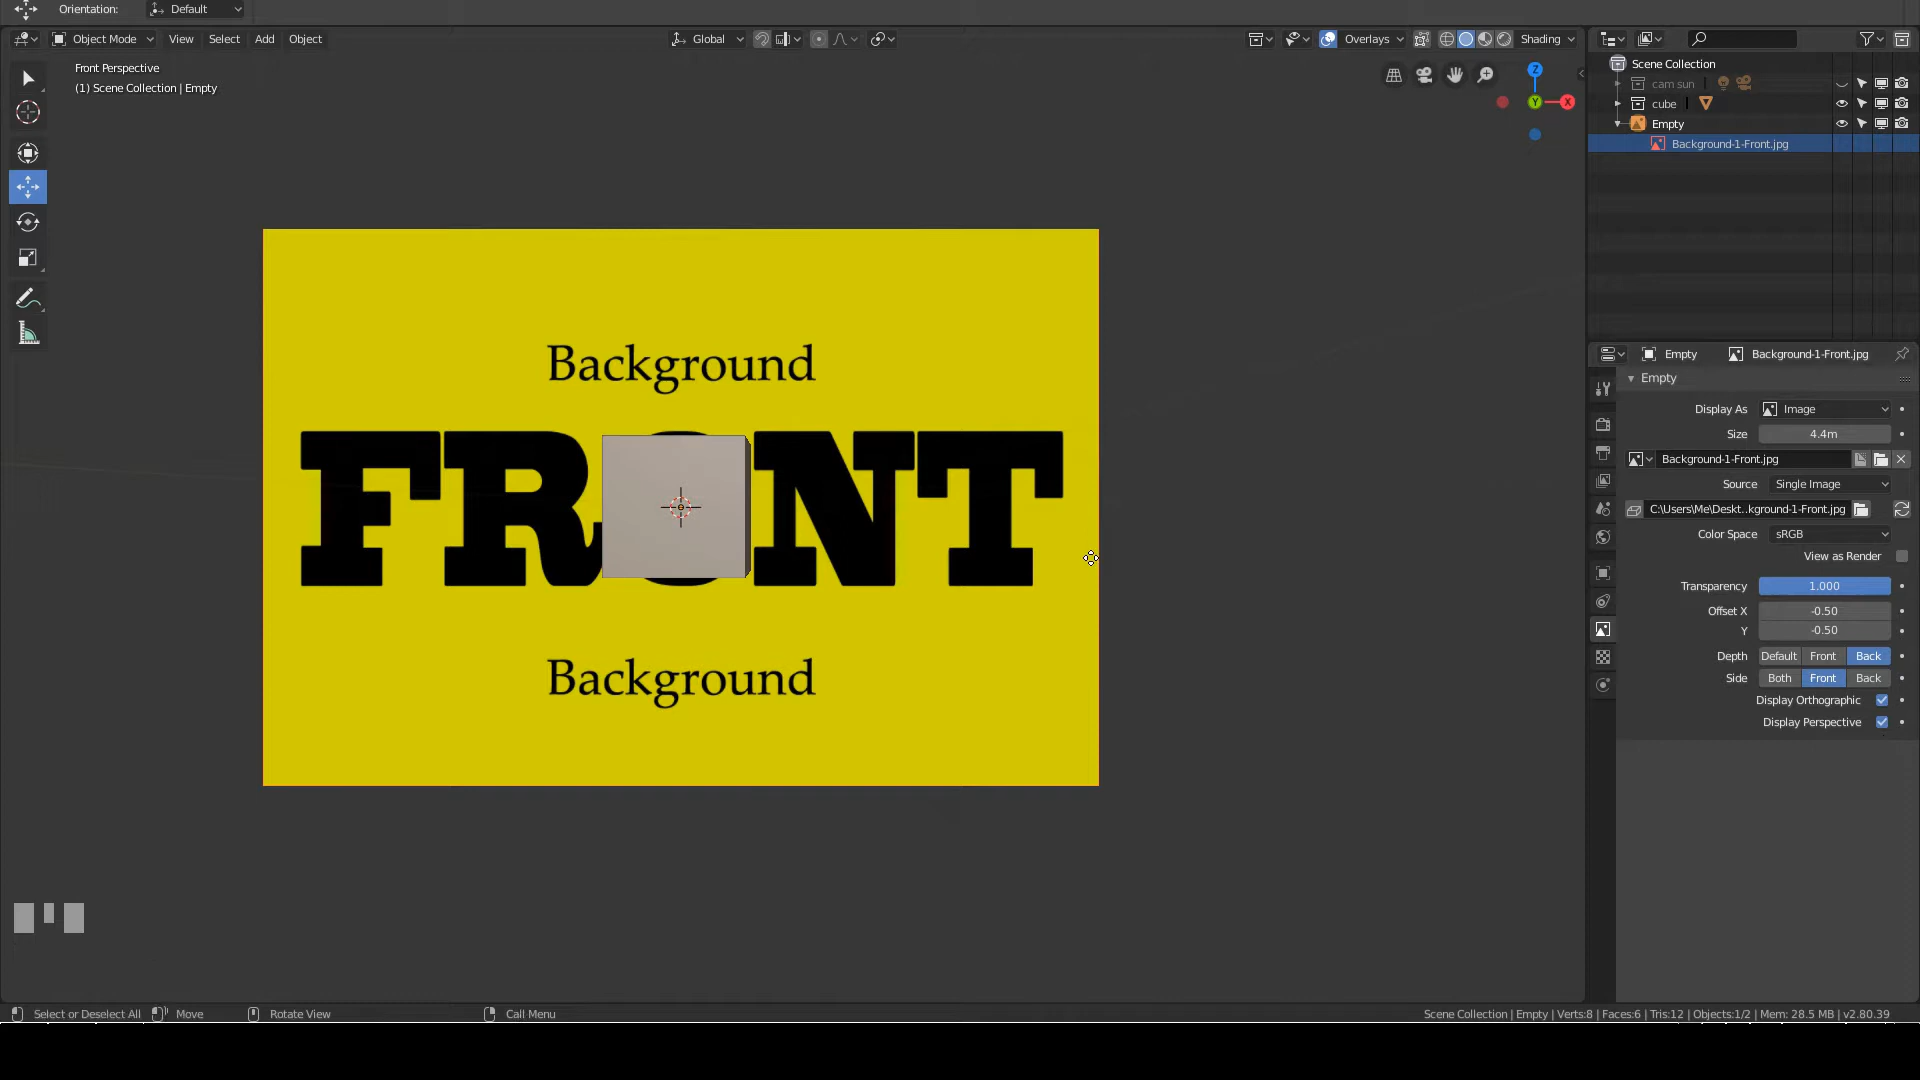 Orientation: Default
Object Mode View Select Add Object Global Overlays Shading
Front Perspective
(1) Scene Collection | Empty
Z
Y X
Background
FR NT
Background
Scene Collection
cam sun
cube
Empty
Background-1-Front.jpg
Empty Background-1-Front.jpg
Empty
Display As Image
Size 4.4m
Background-1-Front.jpg
Source Single Image
C:\Users\Me\Deskt..kground-1-Front.jpg
Color Space sRGB
View as Render
Transparency 1.000
Offset X -0.50
Y -0.50
Depth Default Front Back
Side Both Front Back
Display Orthographic
Display Perspective
Select or Deselect All Move Rotate View Call Menu Scene Collection | Empty | Verts:8 | Faces:6 | Tris:12 | Objects:1/2 | Mem: 28.5 MB | v2.80.39